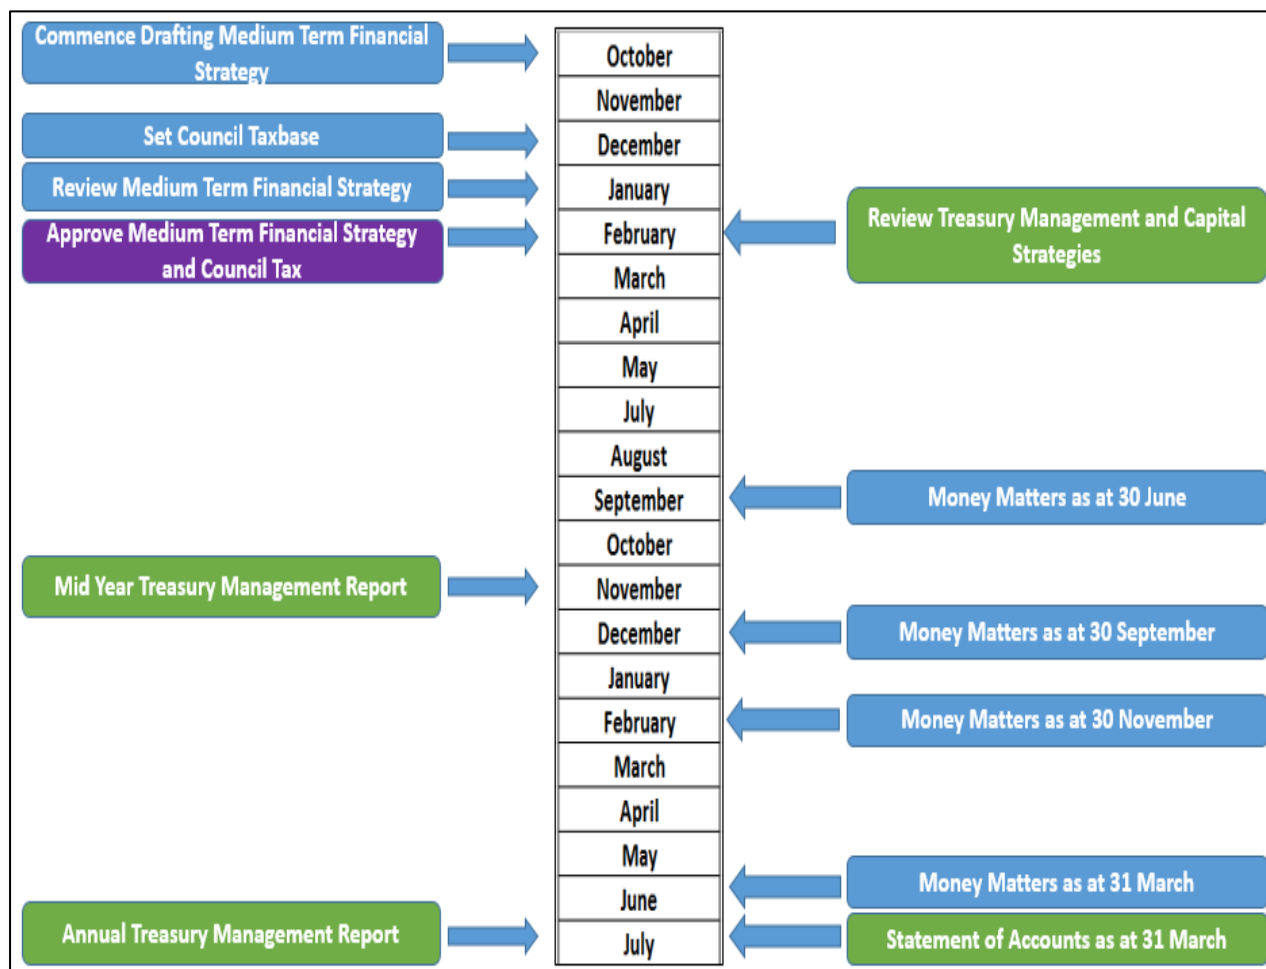 Commence Drafting Medium Term Financial
Strategy
Set Council Taxbase
Review Medium Term Financial Strategy
Approve Medium Term Financial Strategy
and Council Tax
Mid Year Treasury Management Report
Annual Treasury Management Report
October
November
December
January
February
March
April
May
July
August
September
October
November
December
January
February
March
April
May
June
July
Review Treasury Management and Capital
Strategies
Money Matters as at 30 June
Money Matters as at 30 September
Money Matters as at 30 November
Money Matters as at 31 March
Statement of Accounts as at 31 March